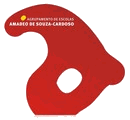 AGRUPAMENTO DE ESCOLAS
AMADEO DE SOUZA-CARDOSO